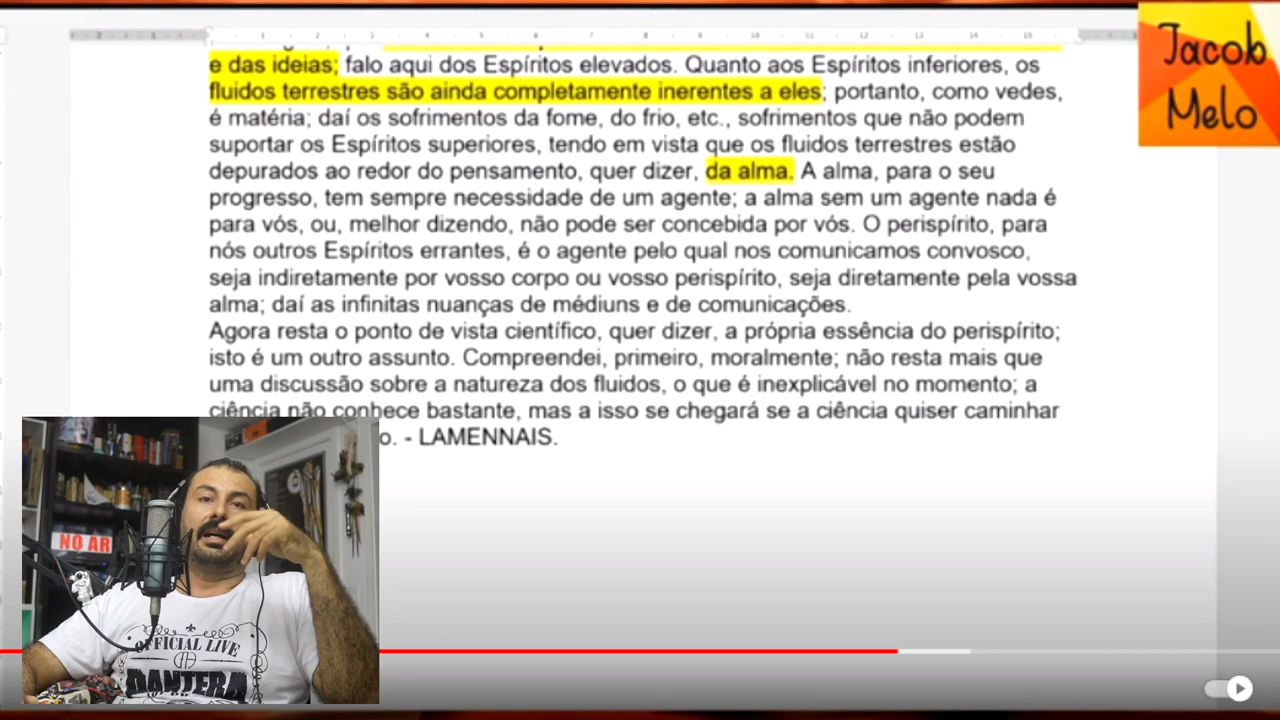 Jacob
Melo
e das ideias; falo aqui dos Espíritos elevados. Quanto aos Espíritos inferiores, os
fluidos terrestres são ainda completamente inerentes a eles; portanto, como vedes,
é matéria; daí os sofrimentos da fome, do frio, etc., sofrimentos que não podem
suportar os Espíritos superiores, tendo em vista que os fluidos terrestres estão
depurados ao redor do pensamento, quer dizer, da alma. A alma, para o seu
progresso, tem sempre necessidade de um agente; a alma sem um agente nada é
para vós, ou, melhor dizendo, não pode ser concebida por vós. O perispírito, para
nós outros Espíritos errantes, é o agente pelo qual nos comunicamos convosco,
seja indiretamente por vosso corpo ou vosso perispírito, seja diretamente pela vossa
alma; daí as infinitas nuanças de médiuns e de comunicações.
Agora resta o ponto de vista científico, quer dizer, a própria essência do perispírito;
isto é um outro assunto. Compreendei, primeiro, moralmente; não resta mais que
uma discussão sobre a natureza dos fluidos, o que é inexplicável no momento; a
ciência não conhece bastante, mas a isso se chegará se a ciência quiser caminhar
o. - LAMENNAIS.
NO AR
OFFICIAL LIVE
PANTERA